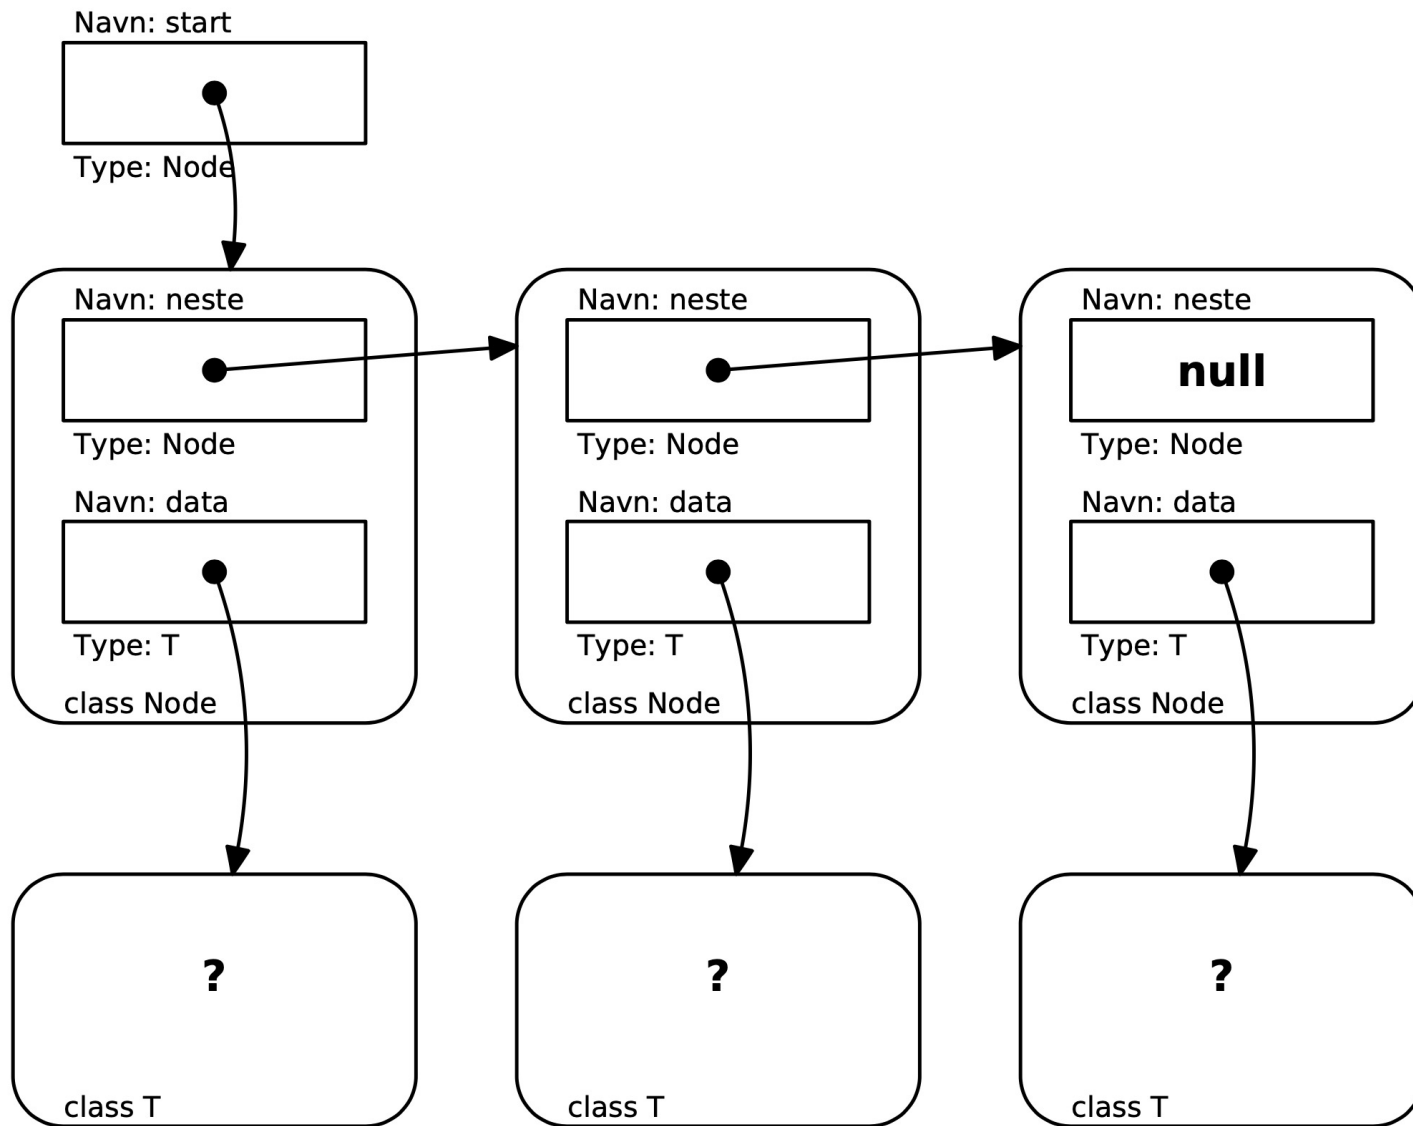 Navn: start
Type: Node
Navn: neste
Type: Node
Navn: data
Type: T
class Node
Navn: neste
Type: Node
Navn: data
Type: T
class Node
Navn: neste
null
Type: Node
Navn: data
Type: T
class Node
?
class T
?
class T
?
class T